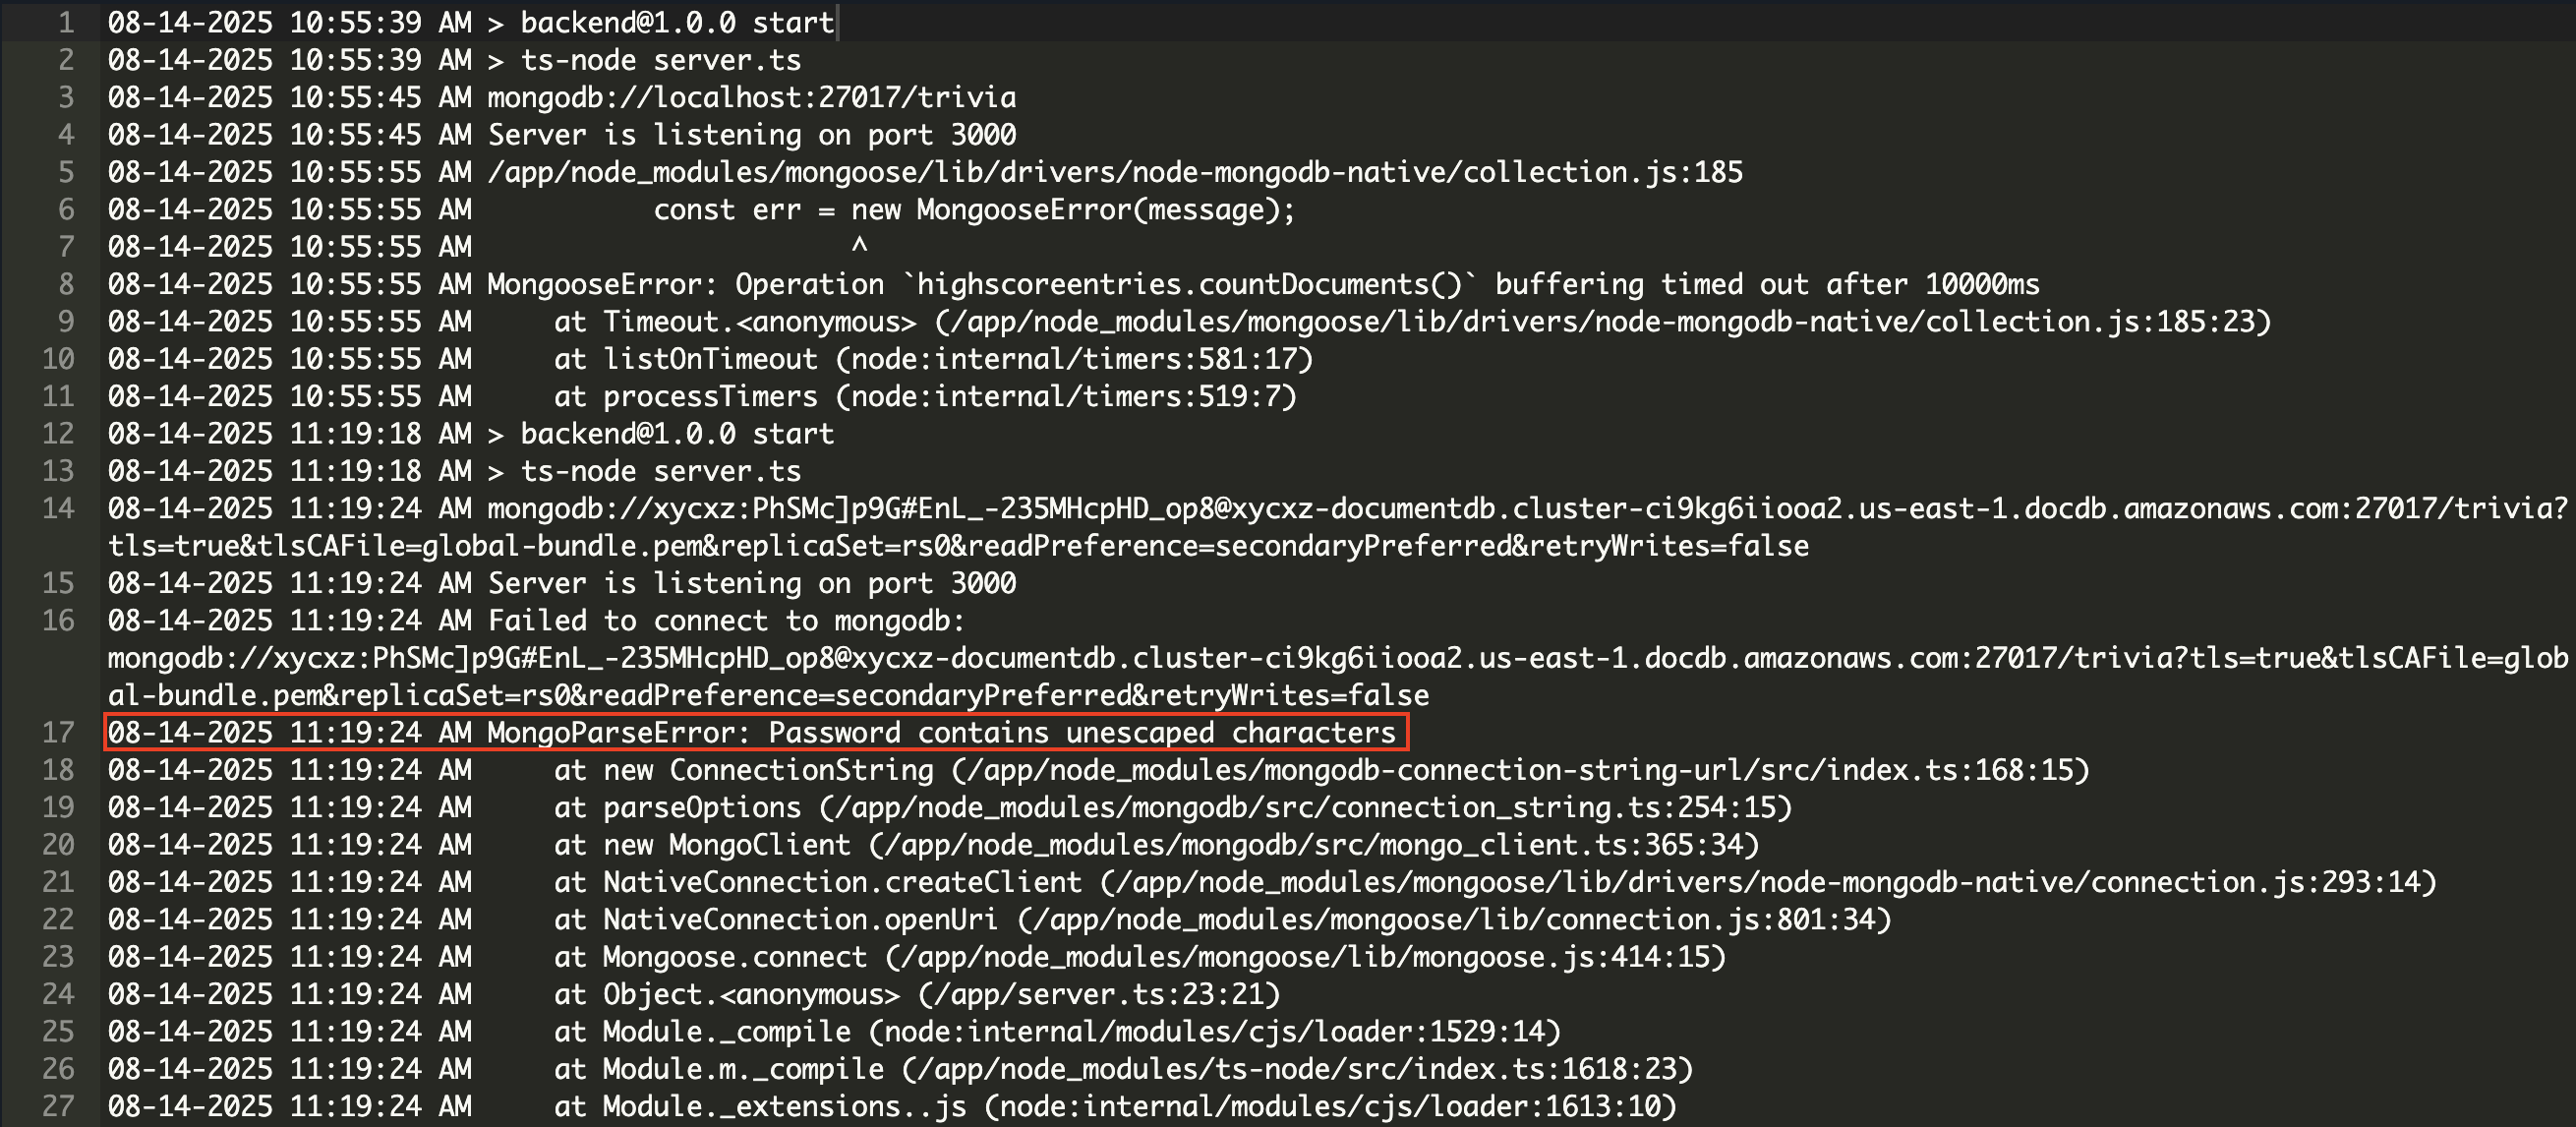 1 08-14-2025 10:55:39 AM > backend@1.0.0 start
2 08-14-2025 10:55:39 AM > ts-node server.ts
3 08-14-2025 10:55:45 AM mongodb://localhost:27017/trivia
4 08-14-2025 10:55:45 AM Server is listening on port 3000
5 08-14-2025 10:55:55 AM /app/node_modules/mongoose/lib/drivers/node-mongodb-native/collection.js:185
6 08-14-2025 10:55:55 AM           const err = new MongooseError(message);
7 08-14-2025 10:55:55 AM                       ^
8 08-14-2025 10:55:55 AM MongooseError: Operation `highscoreentries.countDocuments()` buffering timed out after 10000ms
9 08-14-2025 10:55:55 AM     at Timeout.<anonymous> (/app/node_modules/mongoose/lib/drivers/node-mongodb-native/collection.js:185:23)
10 08-14-2025 10:55:55 AM     at listOnTimeout (node:internal/timers:581:17)
11 08-14-2025 10:55:55 AM     at processTimers (node:internal/timers:519:7)
12 08-14-2025 11:19:18 AM > backend@1.0.0 start
13 08-14-2025 11:19:18 AM > ts-node server.ts
14 08-14-2025 11:19:24 AM mongodb://xycxz:PhSMc]p9G#EnL_-235MHcpHD_op8@xycxz-documentdb.cluster-ci9kg6iiooa2.us-east-1.docdb.amazonaws.com:27017/trivia?
tls=true&tlsCAFile=global-bundle.pem&replicaSet=rs0&readPreference=secondaryPreferred&retryWrites=false
15 08-14-2025 11:19:24 AM Server is listening on port 3000
16 08-14-2025 11:19:24 AM Failed to connect to mongodb:
mongodb://xycxz:PhSMc]p9G#EnL_-235MHcpHD_op8@xycxz-documentdb.cluster-ci9kg6iiooa2.us-east-1.docdb.amazonaws.com:27017/trivia?tls=true&tlsCAFile=glob
al-bundle.pem&replicaSet=rs0&readPreference=secondaryPreferred&retryWrites=false
17 08-14-2025 11:19:24 AM MongoParseError: Password contains unescaped characters
18 08-14-2025 11:19:24 AM     at new ConnectionString (/app/node_modules/mongodb-connection-string-url/src/index.ts:168:15)
19 08-14-2025 11:19:24 AM     at parseOptions (/app/node_modules/mongodb/src/connection_string.ts:254:15)
20 08-14-2025 11:19:24 AM     at new MongoClient (/app/node_modules/mongodb/src/mongo_client.ts:365:34)
21 08-14-2025 11:19:24 AM     at NativeConnection.createClient (/app/node_modules/mongoose/lib/drivers/node-mongodb-native/connection.js:293:14)
22 08-14-2025 11:19:24 AM     at NativeConnection.openUri (/app/node_modules/mongoose/lib/connection.js:801:34)
23 08-14-2025 11:19:24 AM     at Mongoose.connect (/app/node_modules/mongoose/lib/mongoose.js:414:15)
24 08-14-2025 11:19:24 AM     at Object.<anonymous> (/app/server.ts:23:21)
25 08-14-2025 11:19:24 AM     at Module._compile (node:internal/modules/cjs/loader:1529:14)
26 08-14-2025 11:19:24 AM     at Module.m._compile (/app/node_modules/ts-node/src/index.ts:1618:23)
27 08-14-2025 11:19:24 AM     at Module._extensions..js (node:internal/modules/cjs/loader:1613:10)